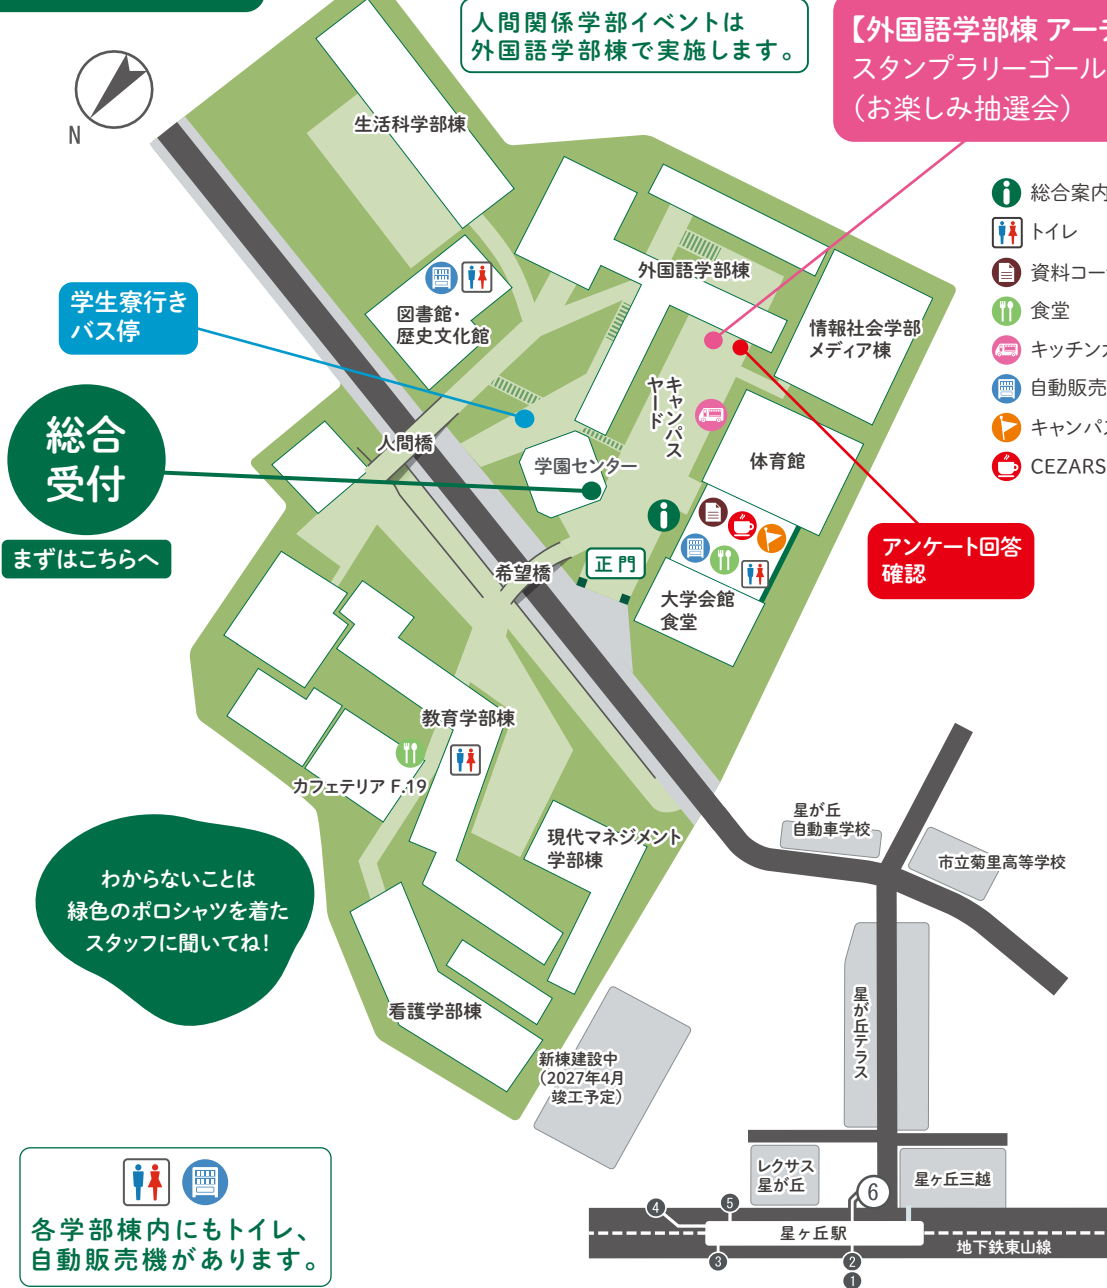 人間関係学部イベントは
外国語学部棟で実施します。
【外国語学部棟 アーチ
スタンプラリーゴール
（お楽しみ抽選会）
N
生活科学部棟
総合案内
トイレ
資料コー
食堂
キッチンカ
自動販売
キャンパス
CEZARS
外国語学部棟
図書館・
歴史文化館
情報社会学部
メディア棟
学生寮行き
バス停
キャンパス
ヤード
総合
受付
まずはこちらへ
人間橋
学園センター
体育館
希望橋
正門
大学会館
食堂
アンケート回答
確認
教育学部棟
カフェテリア F.19
現代マネジメント
学部棟
星が丘
自動車学校
市立菊里高等学校
わからないことは
緑色のポロシャツを着た
スタッフに聞いてね！
看護学部棟
新棟建設中
（2027年4月
竣工予定）
星が丘テラス
レクサス
星が丘
星ヶ丘三越
6
4
5
星ヶ丘駅
3
2
1
地下鉄東山線
各学部棟内にもトイレ、
自動販売機があります。